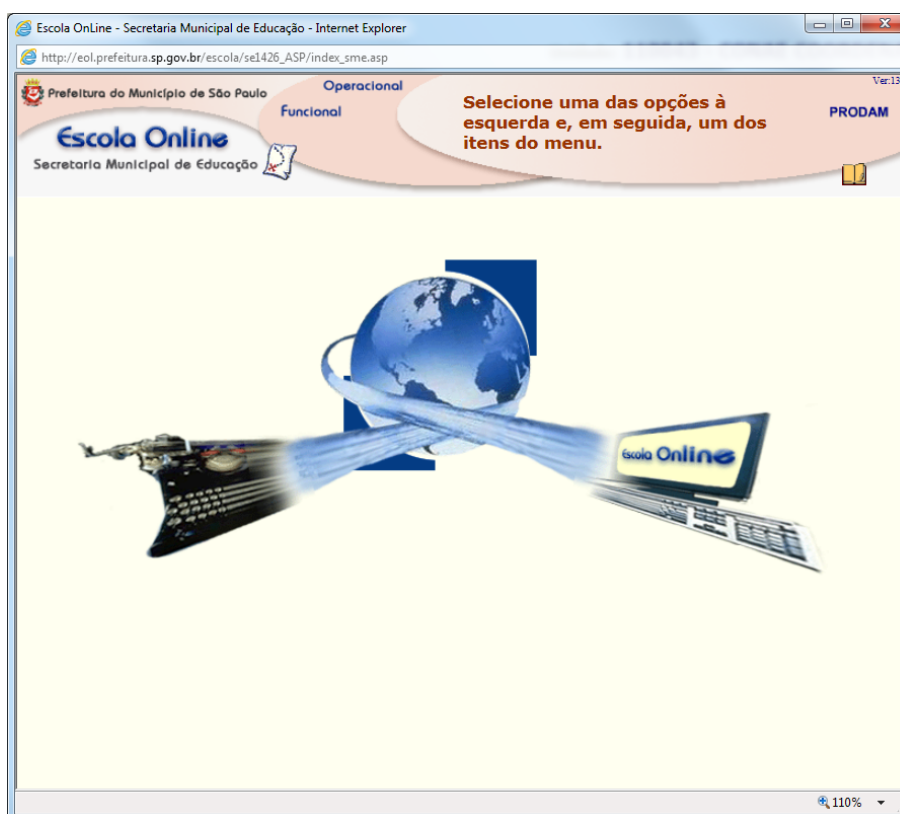 Escola OnLine - Secretaria Municipal de Educação - Internet Explorer
http://eol.prefeitura.sp.gov.br/escola/se1426_ASP/index_sme.asp
Prefeitura do Município de São Paulo
Operacional
Funcional
Escola Online
Secretaria Municipal de Educação
Selecione uma das opções à
esquerda e, em seguida, um dos
itens do menu.
Ver:13
PRODAM
Escola Online
110%